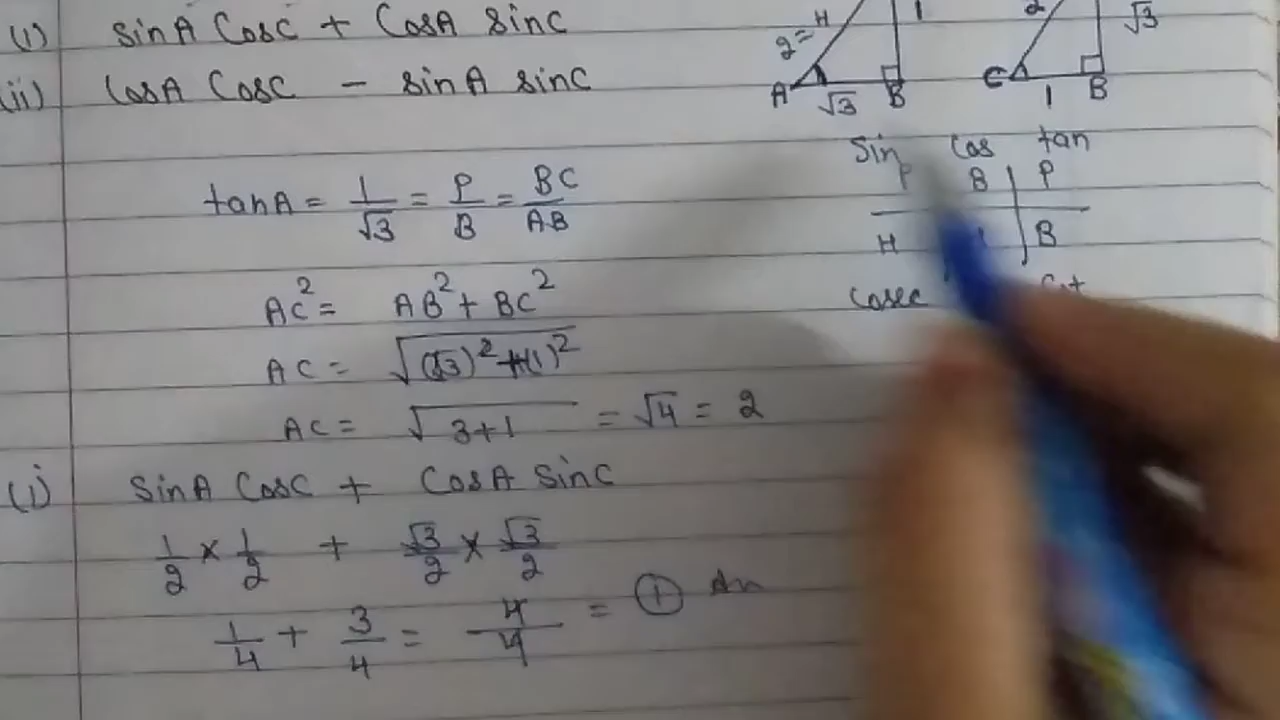 (i) sinA Cosc + CosA sinc
(ii) CosA Cosc - sinA sinc
H 1
2=
A √3 B
2 √3
C 1 B
Sin Cos tan
P B P
H B
Cosec Cot
tanA = 1/√3 = P/B = BC/AB
AC² = AB² + BC²
AC = √(√3)² + (1)²
AC = √3+1 = √4 = 2
(i) SinA Cosc + CosA Sinc
1/2 × 1/2 + √3/2 × √3/2
1/4 + 3/4 = 4/4 = 1 An